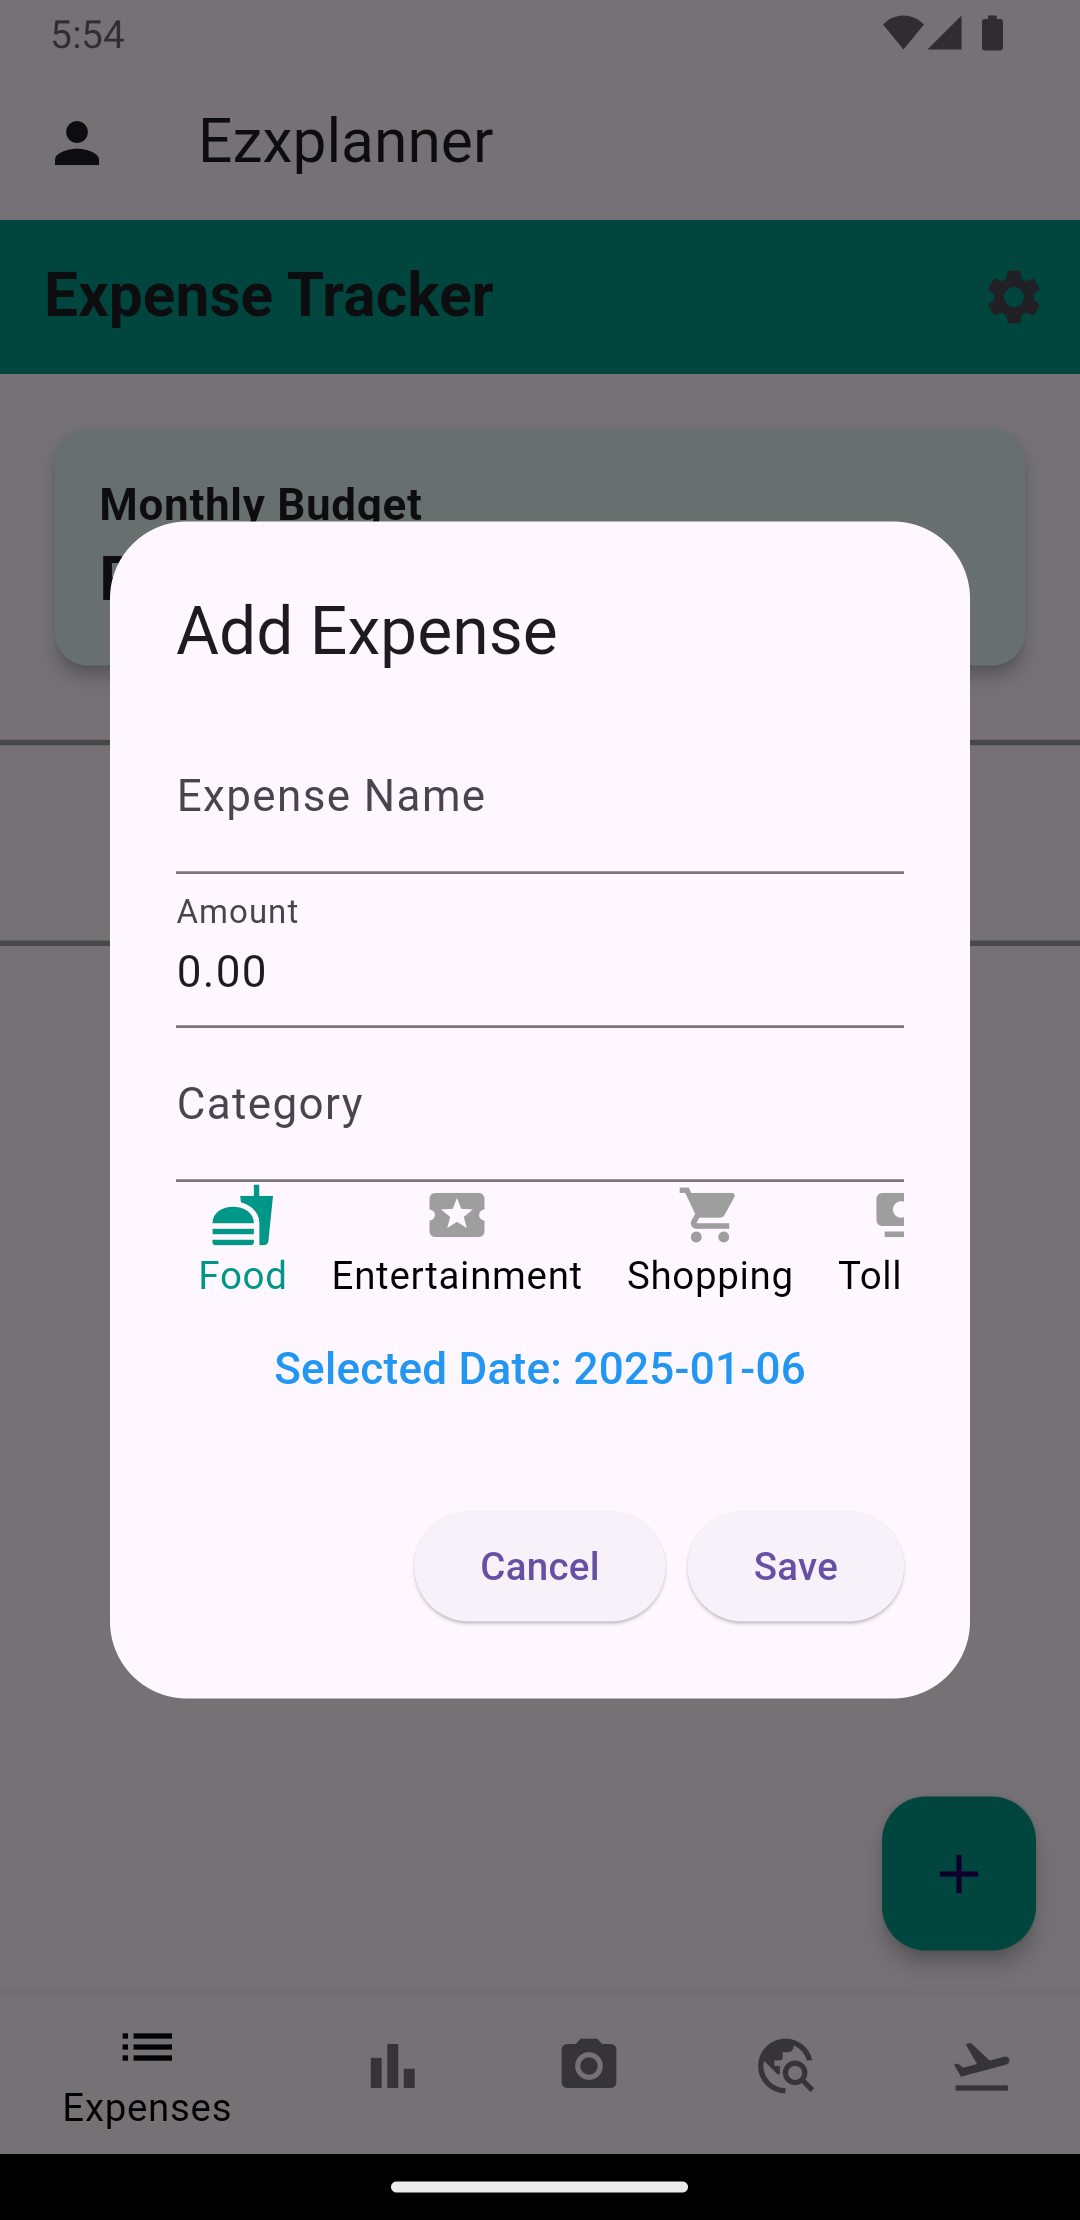 5:54
Ezxplanner
Expense Tracker
Monthly Budget
Add Expense
Expense Name
Amount
0.00
Category
Food Entertainment Shopping Toll
Selected Date: 2025-01-06
Cancel Save
Expenses